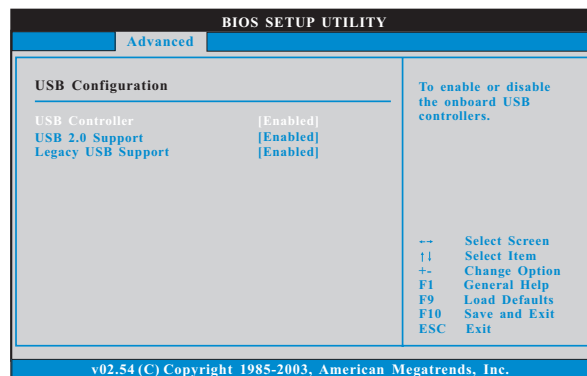 BIOS SETUP UTILITY
Advanced
USB Configuration
USB Controller [Enabled]
USB 2.0 Support [Enabled]
Legacy USB Support [Enabled]
To enable or disable
the onboard USB
controllers.
←→ Select Screen
↑↓ Select Item
+- Change Option
F1 General Help
F9 Load Defaults
F10 Save and Exit
ESC Exit
v02.54 (C) Copyright 1985-2003, American Megatrends, Inc.